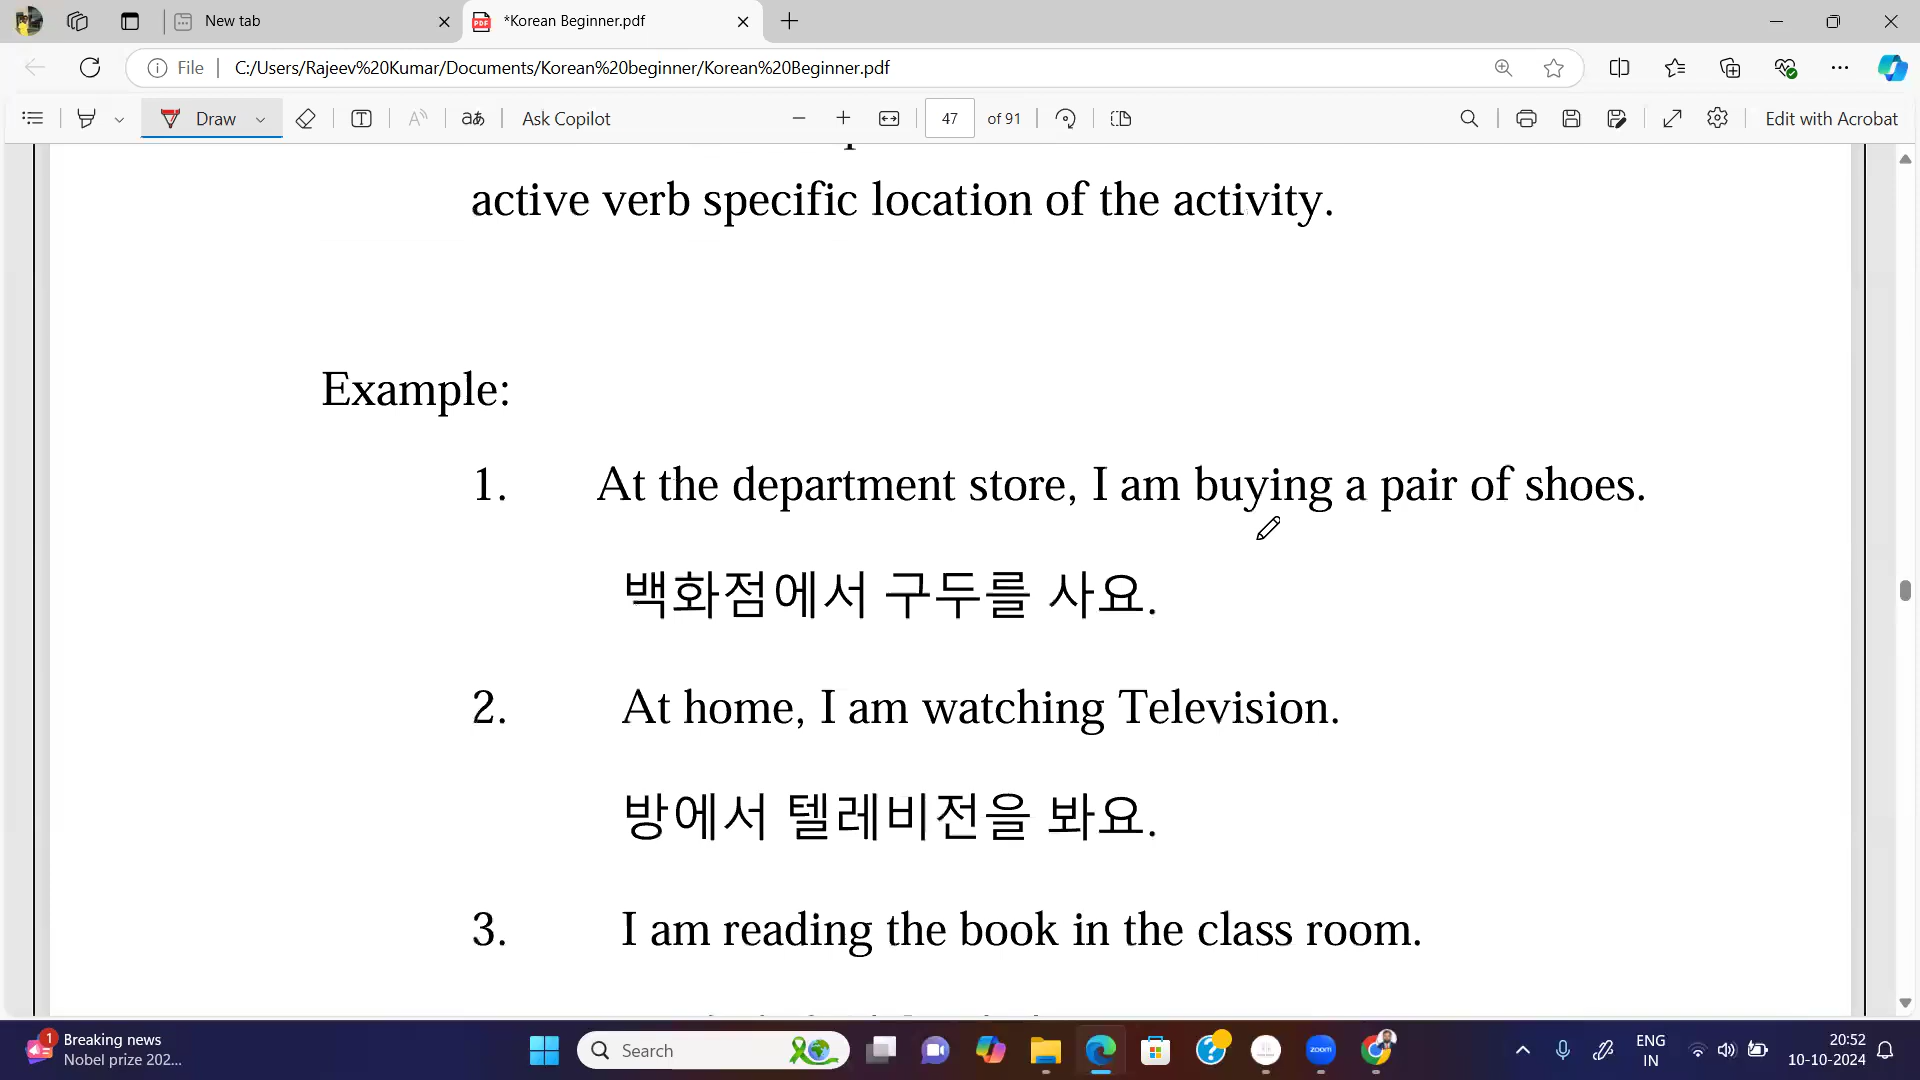 New tab
*Korean Beginner.pdf
File
C:/Users/Rajeev%20Kumar/Documents/Korean%20beginner/Korean%20Beginner.pdf
Draw
T
A
aあ
Ask Copilot
47 of 91
Edit with Acrobat
active verb specific location of the activity.
Example:
1. At the department store, I am buying a pair of shoes.
백화점에서 구두를 사요.
2. At home, I am watching Television.
방에서 텔레비전을 봐요.
3. I am reading the book in the class room.
1
Breaking news
Nobel prize 202...
Search
zoom
ENG
IN
20:52
10-10-2024